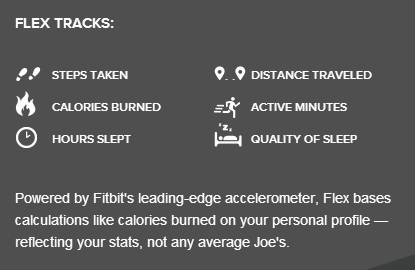 FLEX TRACKS:
STEPS TAKEN
DISTANCE TRAVELED
CALORIES BURNED
ACTIVE MINUTES
HOURS SLEPT
zzz
QUALITY OF SLEEP
Powered by Fitbit's leading-edge accelerometer, Flex bases
calculations like calories burned on your personal profile —
reflecting your stats, not any average Joe's.